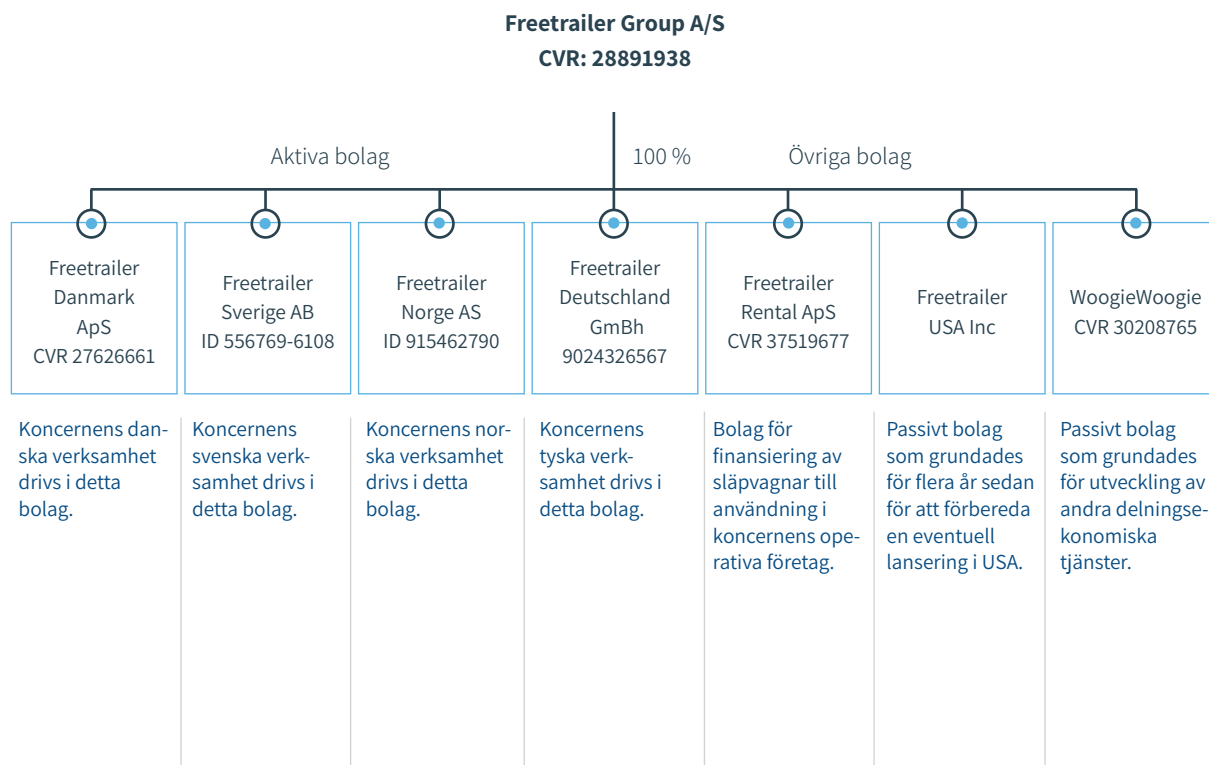 Freetrailer Group A/S
CVR: 28891938
Aktiva bolag
100 %
Övriga bolag
Freetrailer
Danmark
ApS
CVR 27626661
Freetrailer
Sverige AB
ID 556769-6108
Freetrailer
Norge AS
ID 915462790
Freetrailer
Deutschland
GmBh
9024326567
Freetrailer
Rental ApS
CVR 37519677
Freetrailer
USA Inc
WoogieWoogie
CVR 30208765
Koncernens dan-
ska verksamhet
drivs i detta
bolag.
Koncernens
svenska verk-
samhet drivs i
detta bolag.
Koncernens nor-
ska verksamhet
drivs i detta
bolag.
Koncernens
tyska verk-
samhet drivs i
detta bolag.
Bolag för
finansiering av
släpvagnar till
användning i
koncernens ope-
rativa företag.
Passivt bolag
som grundades
för flera år sedan
för att förbereda
en eventuell
lansering i USA.
Passivt bolag
som grundades
för utveckling av
andra delningse-
konomiska
tjänster.